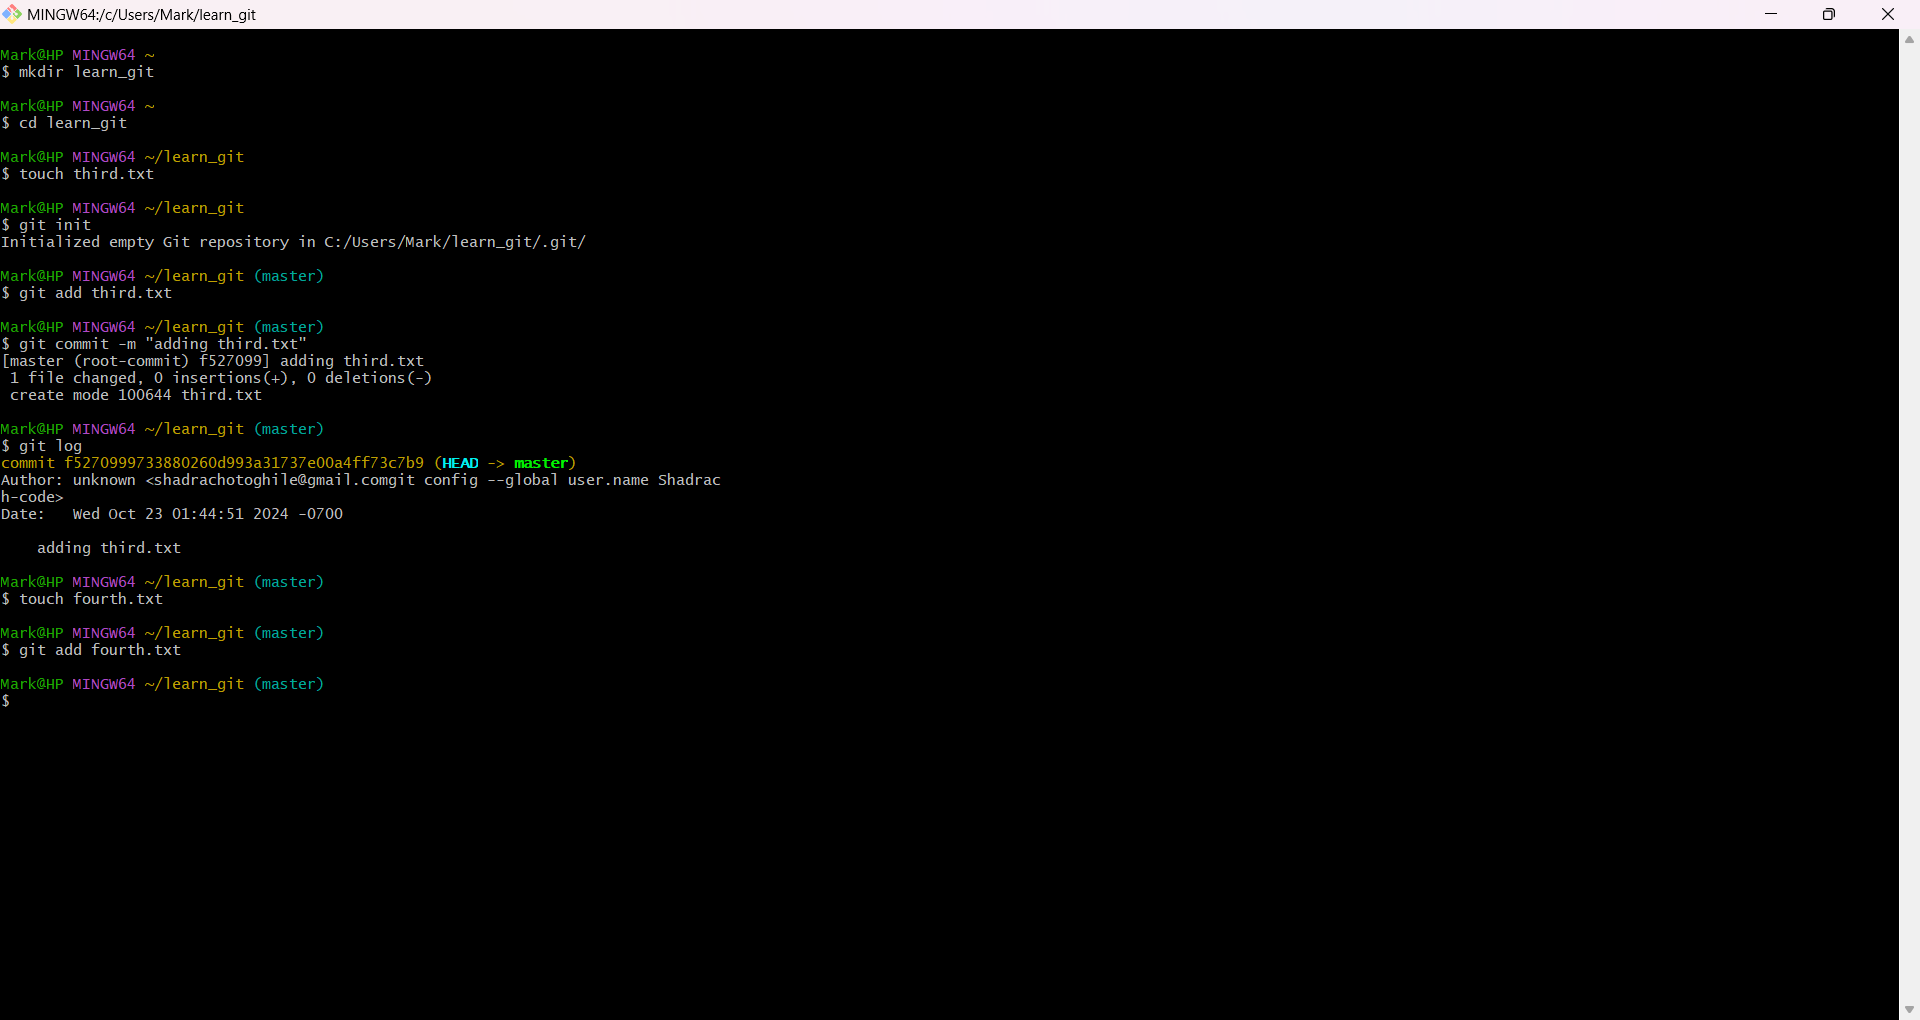 MINGW64:/c/Users/Mark/learn_git
Mark@HP MINGW64 ~
$ mkdir learn_git
Mark@HP MINGW64 ~
$ cd learn_git
Mark@HP MINGW64 ~/learn_git
$ touch third.txt
Mark@HP MINGW64 ~/learn_git
$ git init
Initialized empty Git repository in C:/Users/Mark/learn_git/.git/
Mark@HP MINGW64 ~/learn_git (master)
$ git add third.txt
Mark@HP MINGW64 ~/learn_git (master)
$ git commit -m "adding third.txt"
[master (root-commit) f527099] adding third.txt
 1 file changed, 0 insertions(+), 0 deletions(-)
 create mode 100644 third.txt
Mark@HP MINGW64 ~/learn_git (master)
$ git log
commit f5270999733880260d993a31737e00a4ff73c7b9 (HEAD -> master)
Author: unknown <shadrachotoghile@gmail.comgit config --global user.name Shadrac
h-code>
Date:   Wed Oct 23 01:44:51 2024 -0700
    adding third.txt
Mark@HP MINGW64 ~/learn_git (master)
$ touch fourth.txt
Mark@HP MINGW64 ~/learn_git (master)
$ git add fourth.txt
Mark@HP MINGW64 ~/learn_git (master)
$